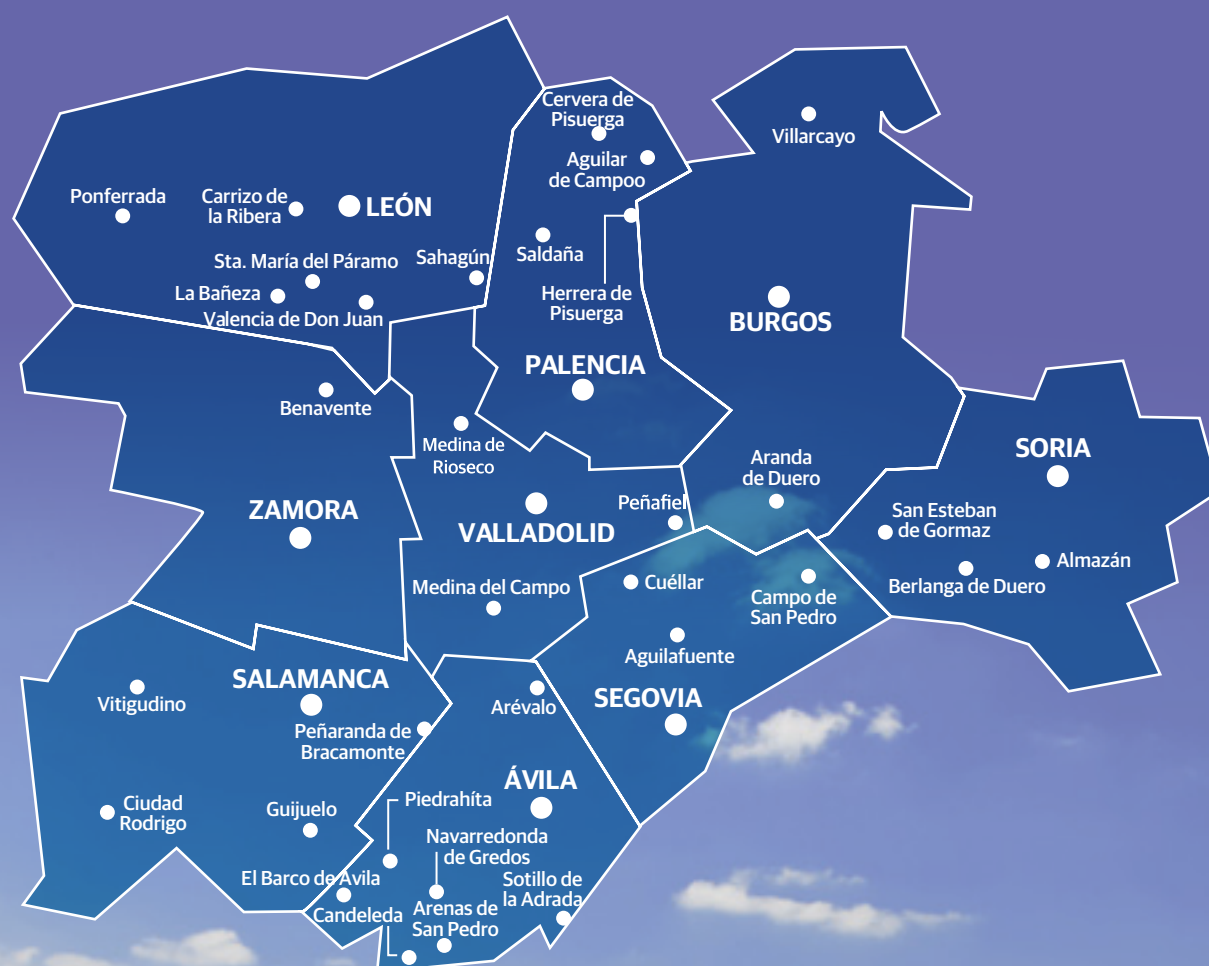 Cervera de
Pisuerga
Villarcayo
Aguilar
de Campoo
Ponferrada
Carrizo de
la Ribera
LEÓN
Saldaña
Sta. María del Páramo
Sahagún
La Bañeza
Valencia de Don Juan
Herrera de
Pisuerga
BURGOS
PALENCIA
Benavente
Medina de
Rioseco
SORIA
Aranda
de Duero
ZAMORA
VALLADOLID
Peñafiel
San Esteban
de Gormaz
Almazán
Berlanga de Duero
Medina del Campo
Cuéllar
Campo de
San Pedro
Aguilafuente
SALAMANCA
Vitigudino
Arévalo
SEGOVIA
Peñaranda de
Bracamonte
ÁVILA
Piedrahíta
Ciudad
Rodrigo
Guijuelo
Navarredonda
de Gredos
El Barco de Ávila
Sotillo de
la Adrada
Candeleda
Arenas de
San Pedro